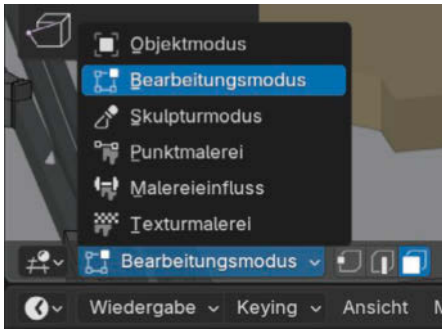 Objektmodus
Bearbeitungsmodus
Skulpturmodus
Punktmalerei
Malereieinfluss
Texturmalerei
Bearbeitungsmodus
Wiedergabe Keying Ansicht